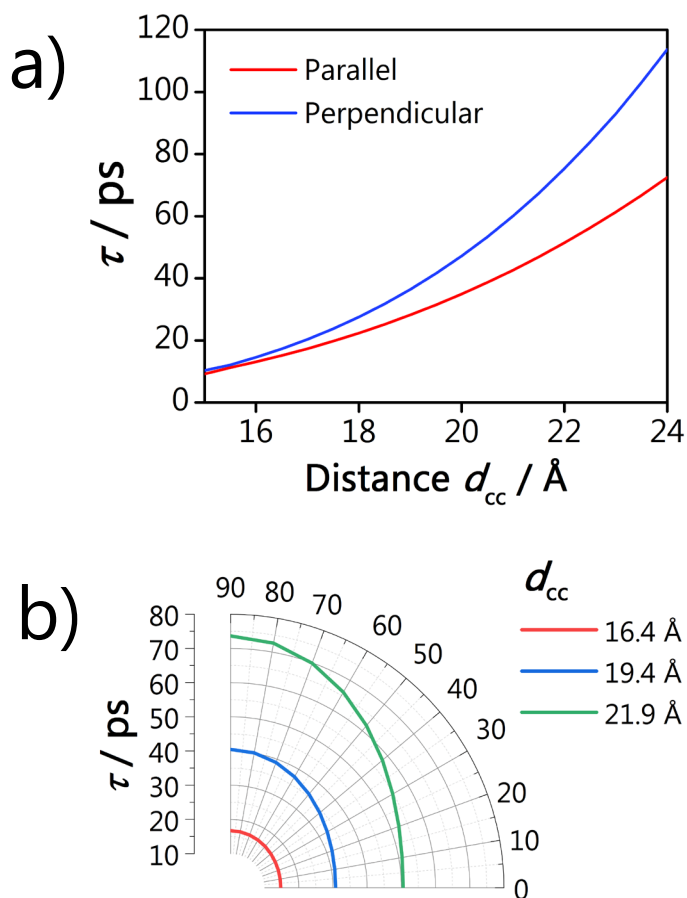 a)
120
100
80
60
40
20
0
τ / ps
Parallel
Perpendicular
16 18 20 22 24
Distance dcc / Å
b)
90 80 70 60 50 40 30 20 10 0
80
70
60
50
40
30
20
10
τ / ps
dcc
16.4 Å
19.4 Å
21.9 Å